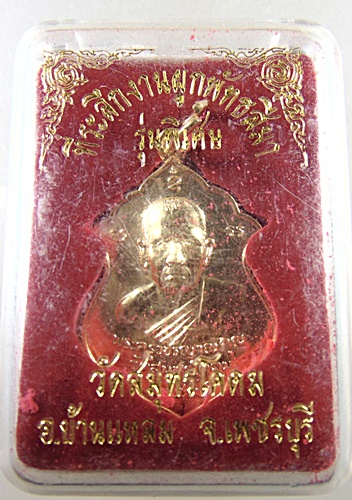 ที่ระลึกงานผูกพัทธสีมา
รุ่นพิเศษ
วัดสมุทรโคดม
อ.บ้านแหลม จ.เพชรบุรี